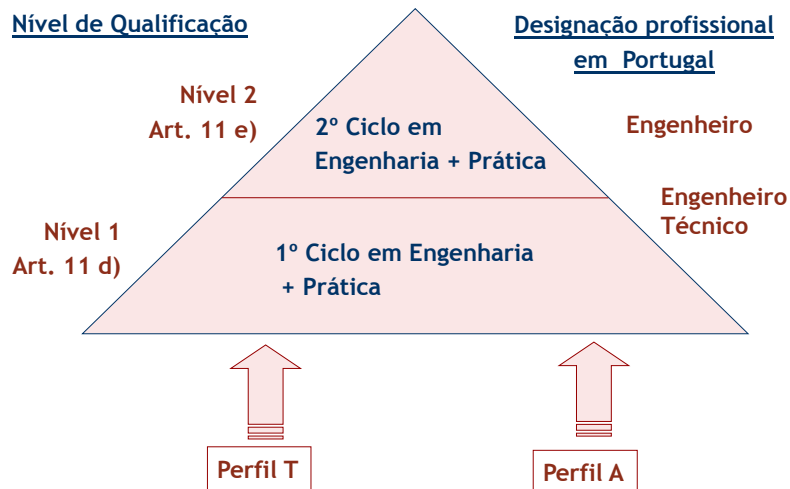 Nível de Qualificação
Designação profissional
em Portugal
Nível 2
Art. 11 e)
2º Ciclo em
Engenharia + Prática
Engenheiro
Engenheiro
Técnico
Nível 1
Art. 11 d)
1º Ciclo em Engenharia
+ Prática
Perfil T
Perfil A